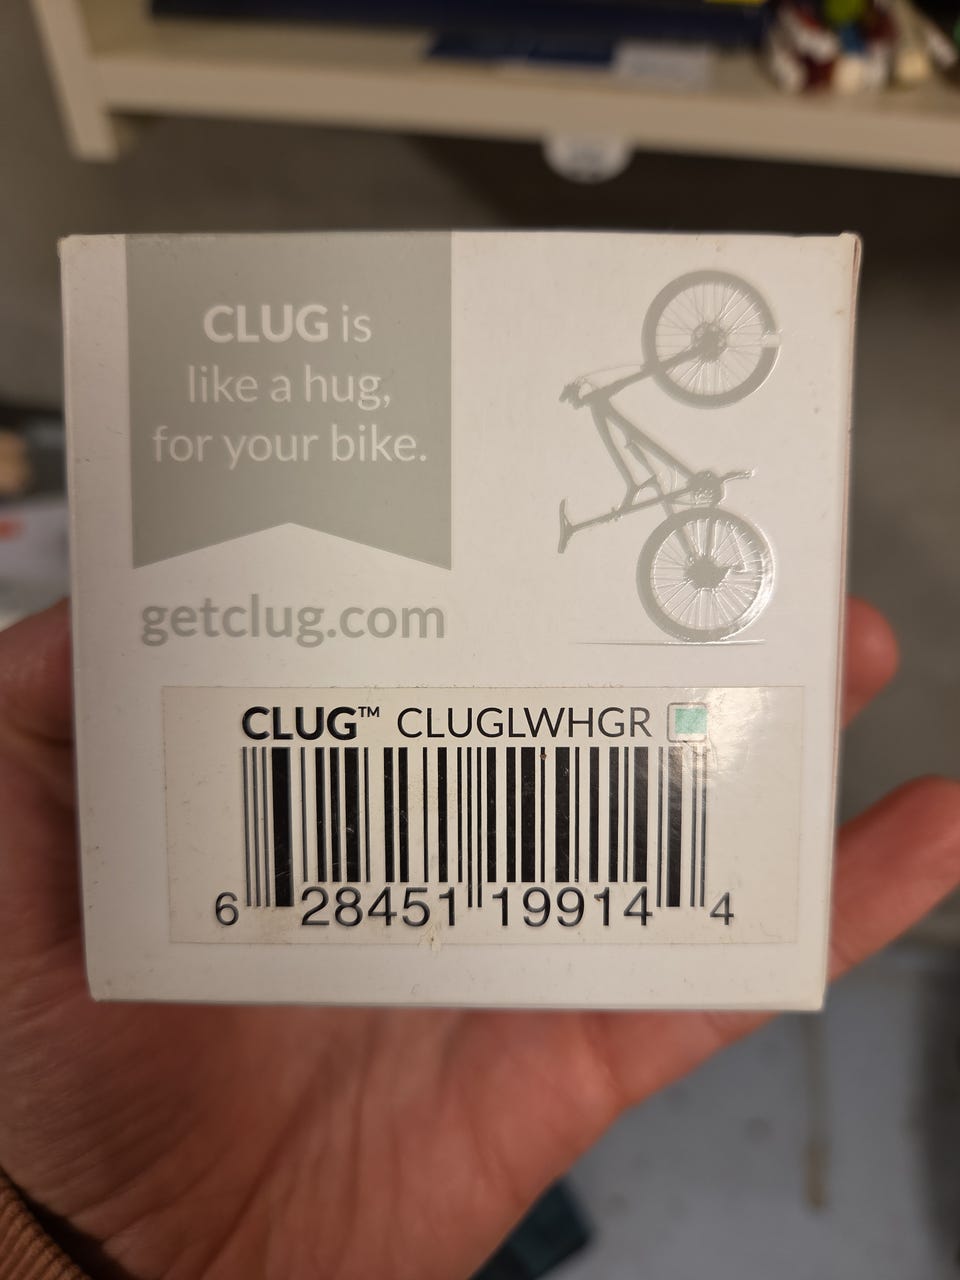 CLUG is
like a hug,
for your bike.
getclug.com
CLUG™ CLUGLWHGR
6 28451 19914 4